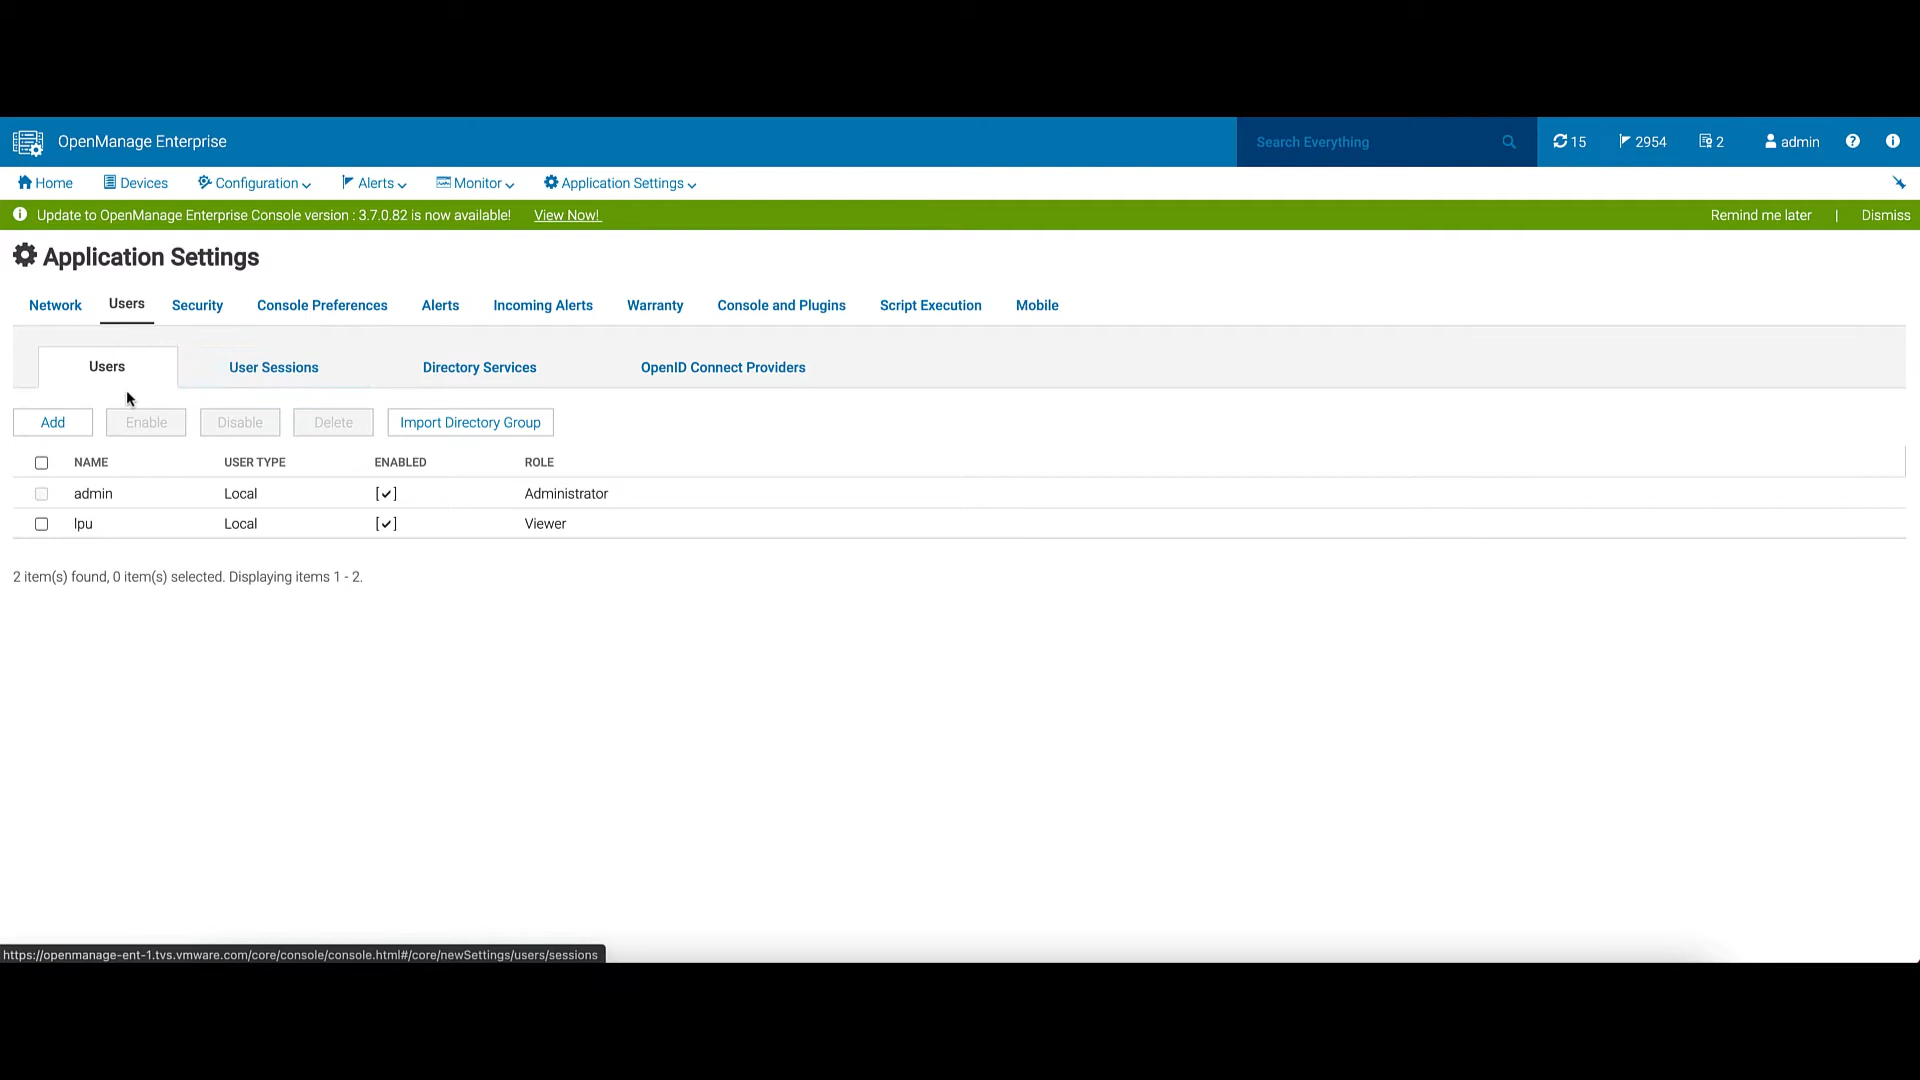 OpenManage Enterprise
Search Everything
15
2954
2
admin
Home Devices Configuration Alerts Monitor Application Settings
Update to OpenManage Enterprise Console version : 3.7.0.82 is now available! View Now! Remind me later | Dismiss
Application Settings
Network Users Security Console Preferences Alerts Incoming Alerts Warranty Console and Plugins Script Execution Mobile
Users User Sessions Directory Services OpenID Connect Providers
Add Enable Disable Delete Import Directory Group
NAME USER TYPE ENABLED ROLE
admin Local [✔] Administrator
lpu Local [✔] Viewer
2 item(s) found, 0 item(s) selected. Displaying items 1 - 2.
https://openmanage-ent-1.tvs.vmware.com/core/console/console.html#/core/newSettings/users/sessions